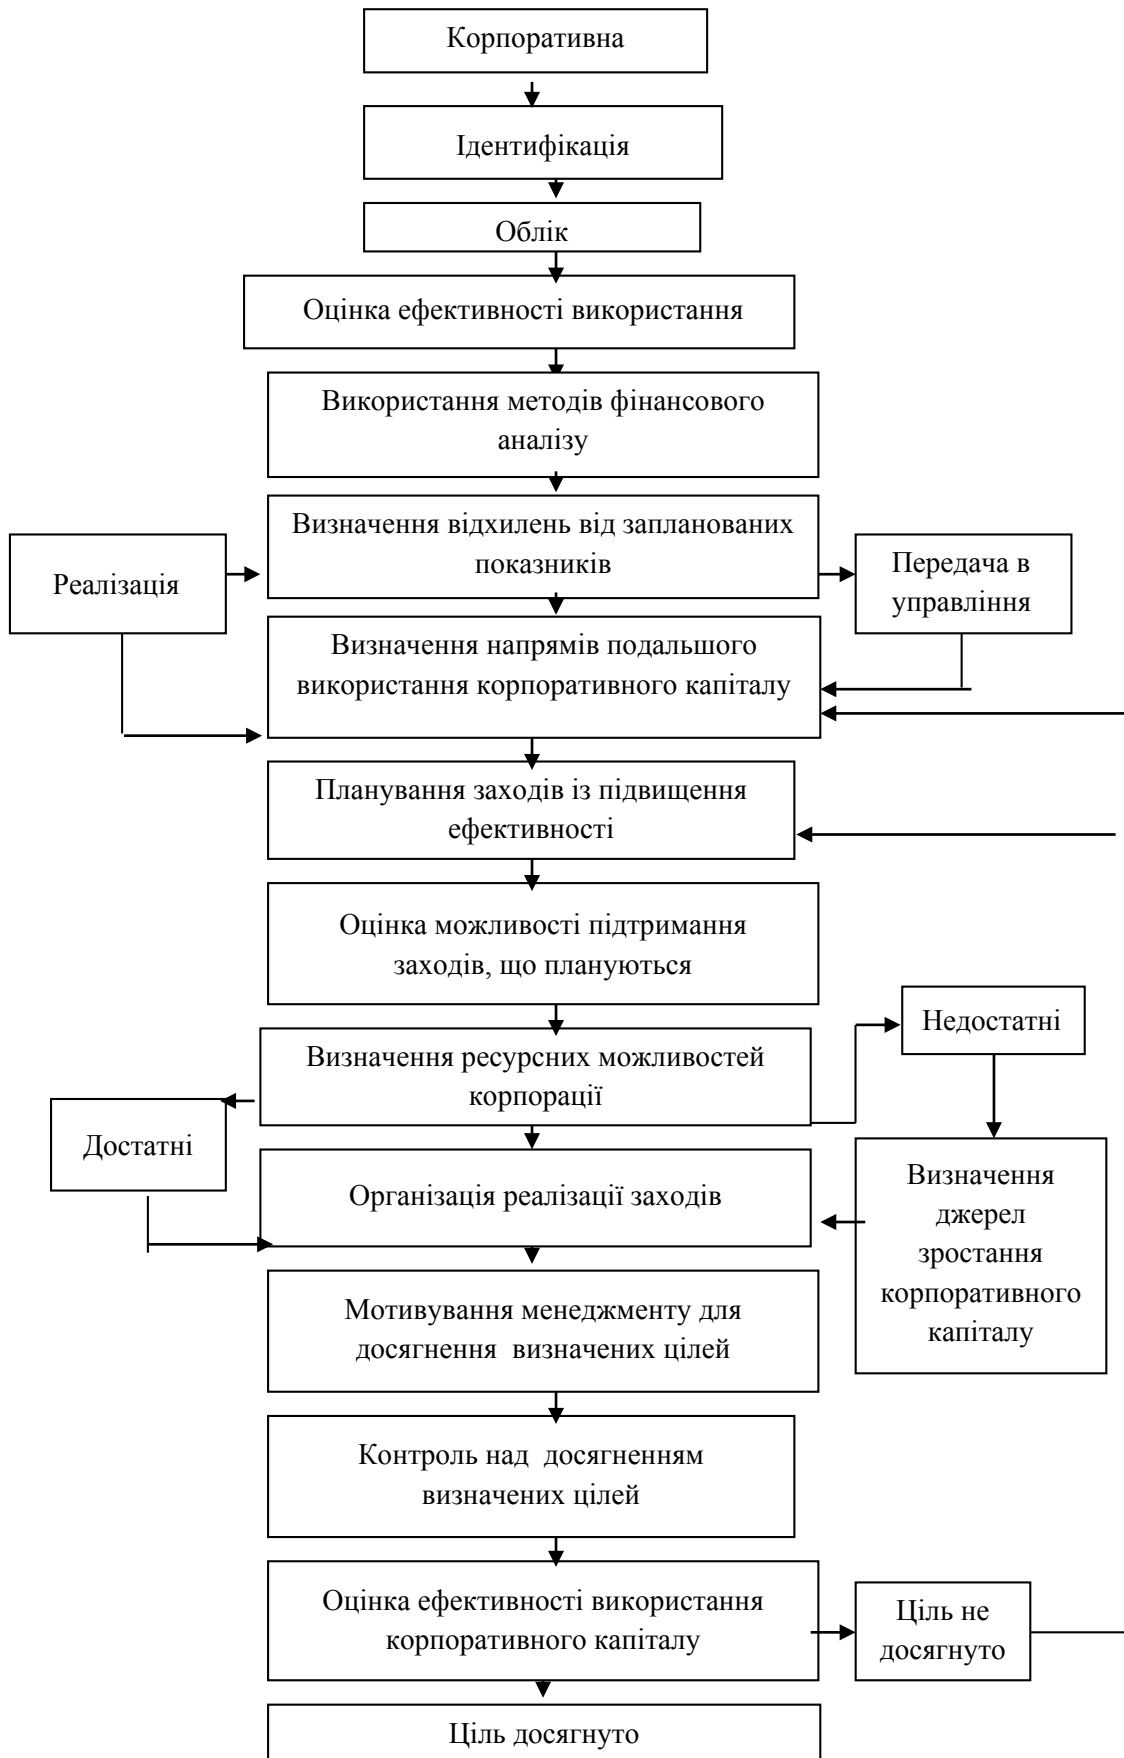 Корпоративна
Ідентифікація
Облік
Оцінка ефективності використання
Використання методів фінансового
аналізу
Визначення відхилень від запланованих
показників
Реалізація
Передача в
управління
Визначення напрямів подальшого
використання корпоративного капіталу
Планування заходів із підвищення
ефективності
Оцінка можливості підтримання
заходів, що плануються
Недостатні
Визначення ресурсних можливостей
корпорації
Достатні
Організація реалізації заходів
Визначення
джерел
зростання
корпоративного
капіталу
Мотивування менеджменту для
досягнення визначених цілей
Контроль над досягненням
визначених цілей
Оцінка ефективності використання
корпоративного капіталу
Ціль не
досягнуто
Ціль досягнуто